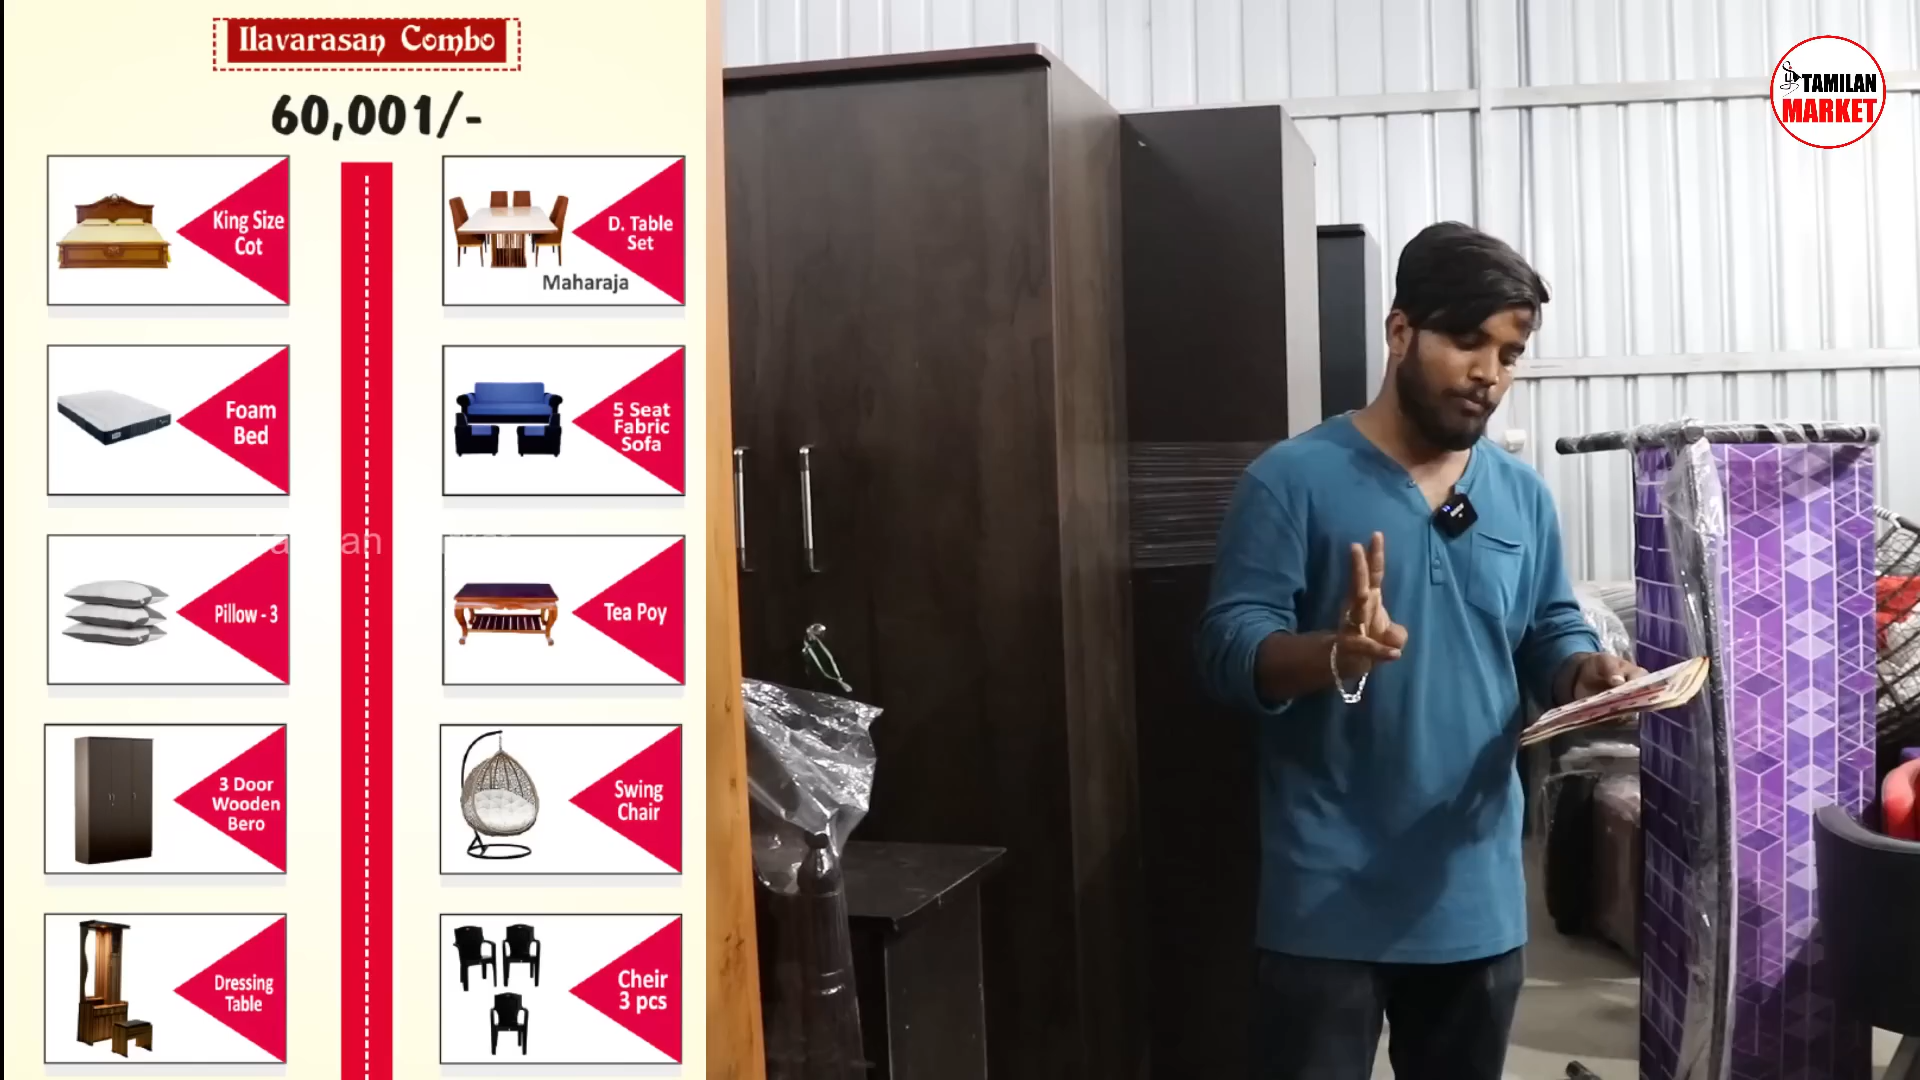 Ilavarasan Combo
60,001/-
King Size
Cot
D. Table
Set
Maharaja
Foam
Bed
5 Seat
Fabric
Sofa
Pillow - 3
Tea Poy
3 Door
Wooden
Bero
Swing
Chair
Dressing
Table
Cheir
3 pcs
TAMILAN
MARKET